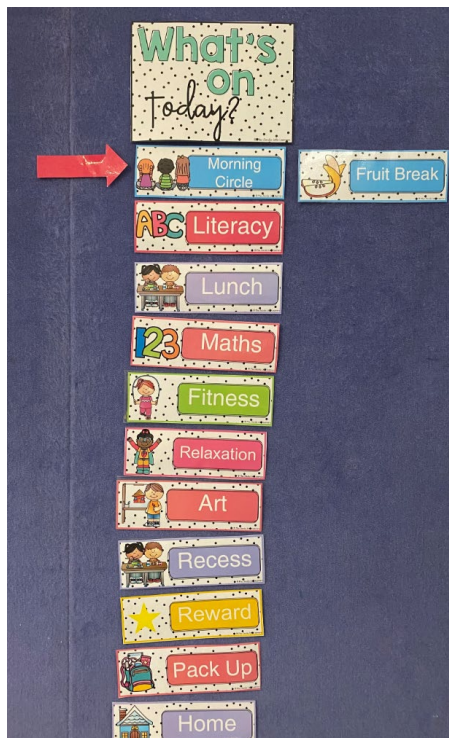 What's
on
Today?
Morning
Circle
Fruit Break
ABC Literacy
Lunch
123 Maths
Fitness
Relaxation
Art
Recess
Reward
Pack Up
Home